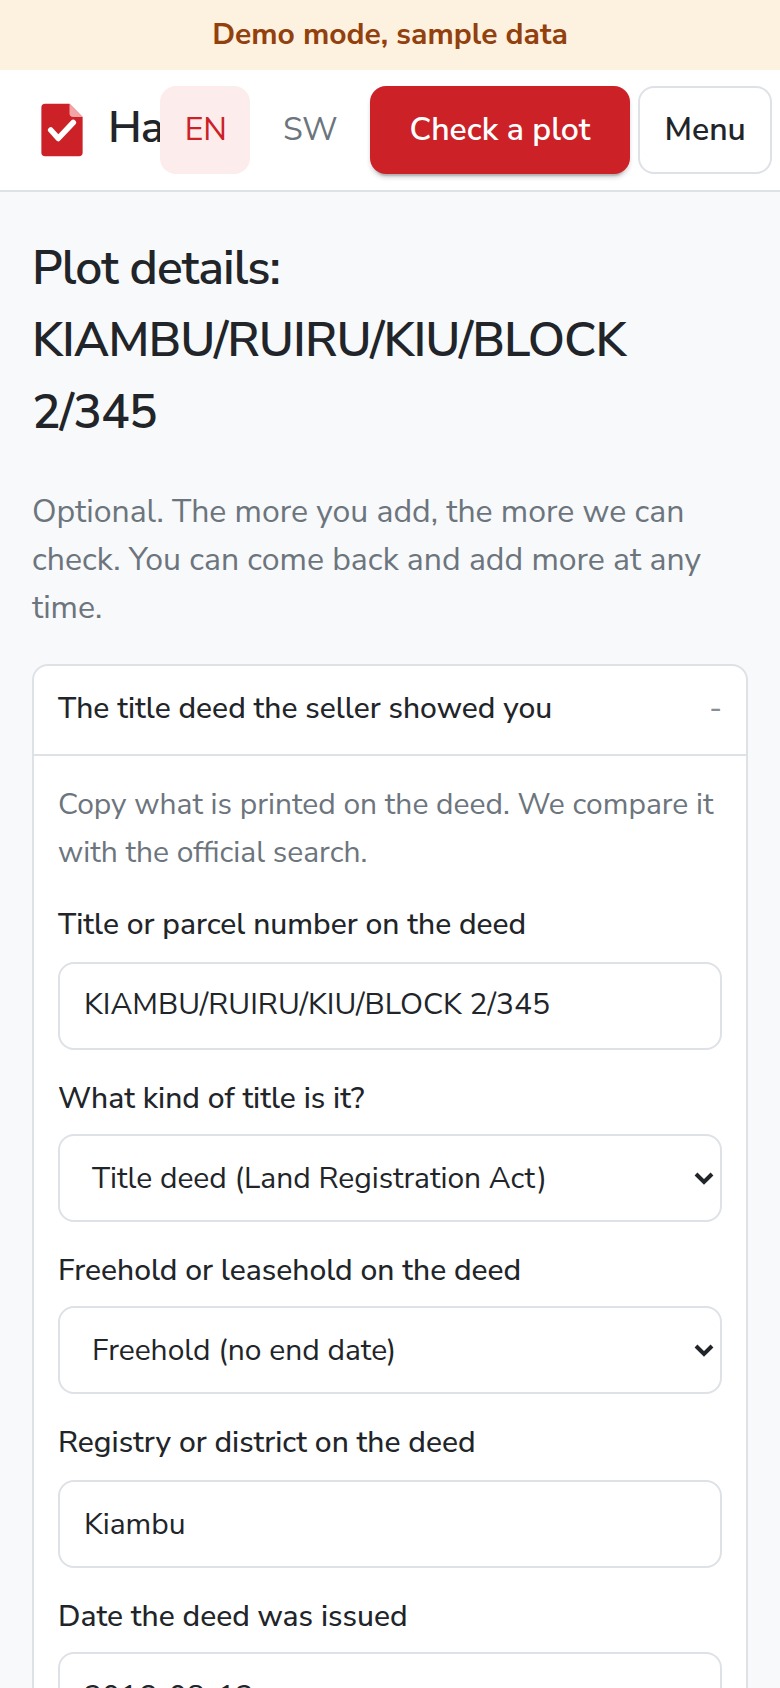 Demo mode, sample data
Ha
EN
SW
Check a plot
Menu
Plot details:
KIAMBU/RUIRU/KIU/BLOCK
2/345
Optional. The more you add, the more we can
check. You can come back and add more at any
time.
The title deed the seller showed you -
Copy what is printed on the deed. We compare it
with the official search.
Title or parcel number on the deed
KIAMBU/RUIRU/KIU/BLOCK 2/345
What kind of title is it?
Title deed (Land Registration Act)
Freehold or leasehold on the deed
Freehold (no end date)
Registry or district on the deed
Kiambu
Date the deed was issued